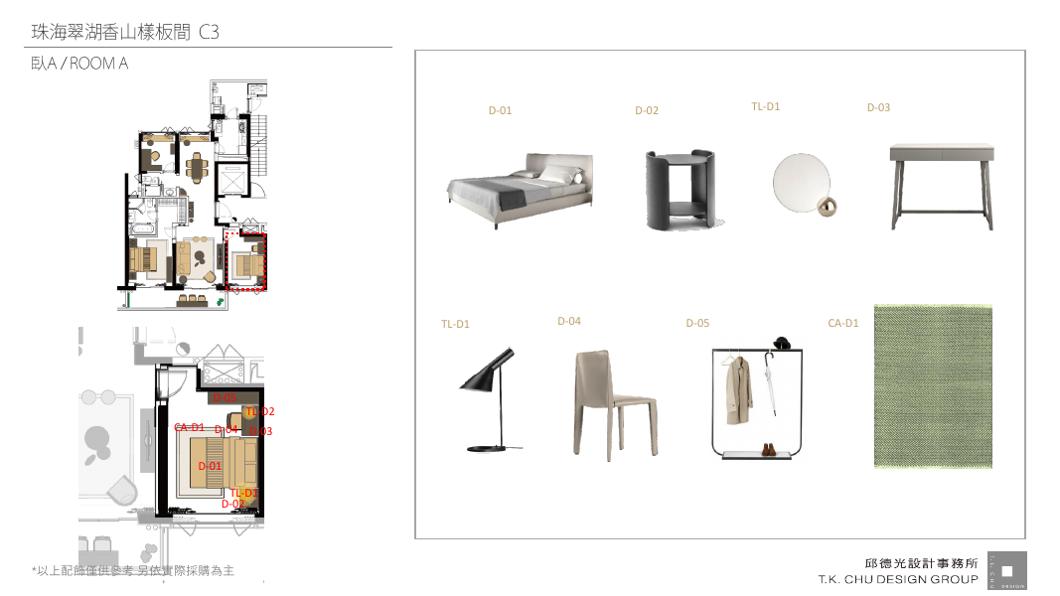 珠海翠湖香山樣板間 C3
臥A / ROOM A
D-01
D-02
TL-D1
D-03
TL-D1
D-04
D-05
CA-D1
D-05
TL-D2
CA-D1
D-04
D-03
D-01
TL-D1
D-02
*以上配飾僅供參考,另依實際採購為主
邱德光設計事務所
T.K. CHU DESIGN GROUP
T.K. CHU
DESIGN